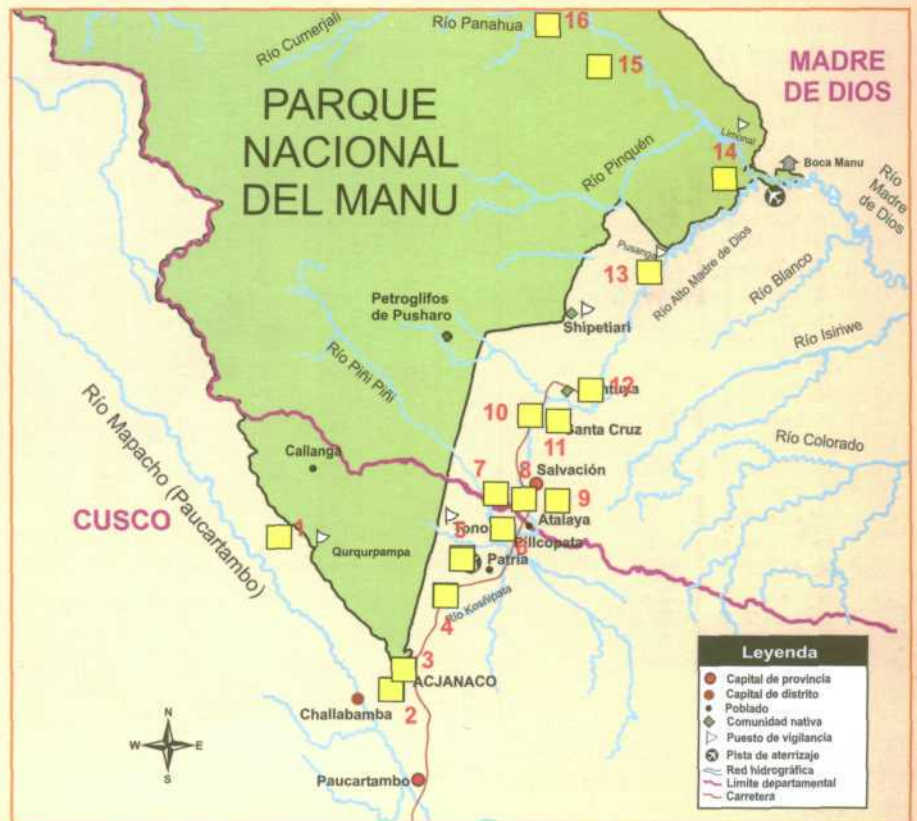 Río Cumerjali
Río Panahua
16
15
MADRE
DE DIOS
PARQUE
NACIONAL
DEL MANU
Limonal
14
Boca Manu
Río Pinquén
Río
Madre
de Dios
Pusanga
13
Río Alto Madre de Dios
Río Blanco
Petroglifos
de Pusharo
Shipetiari
Río Isiriwe
Río Piñi Piñi
12
10
11
Santa Cruz
Río Colorado
Río Mapacho (Paucartambo)
Callanga
7
8
Salvación
9
CUSCO
1
Qurqurpampa
5
Tono
Atalaya
Pillcopata
6
Patria
Río Kosñipata
4
3
ACJANACO
2
Challabamba
Paucartambo
N
W
E
S
Leyenda
Capital de provincia
Capital de distrito
Poblado
Comunidad nativa
Puesto de vigilancia
Pista de aterrizaje
Red hidrográfica
Límite departamental
Carretera